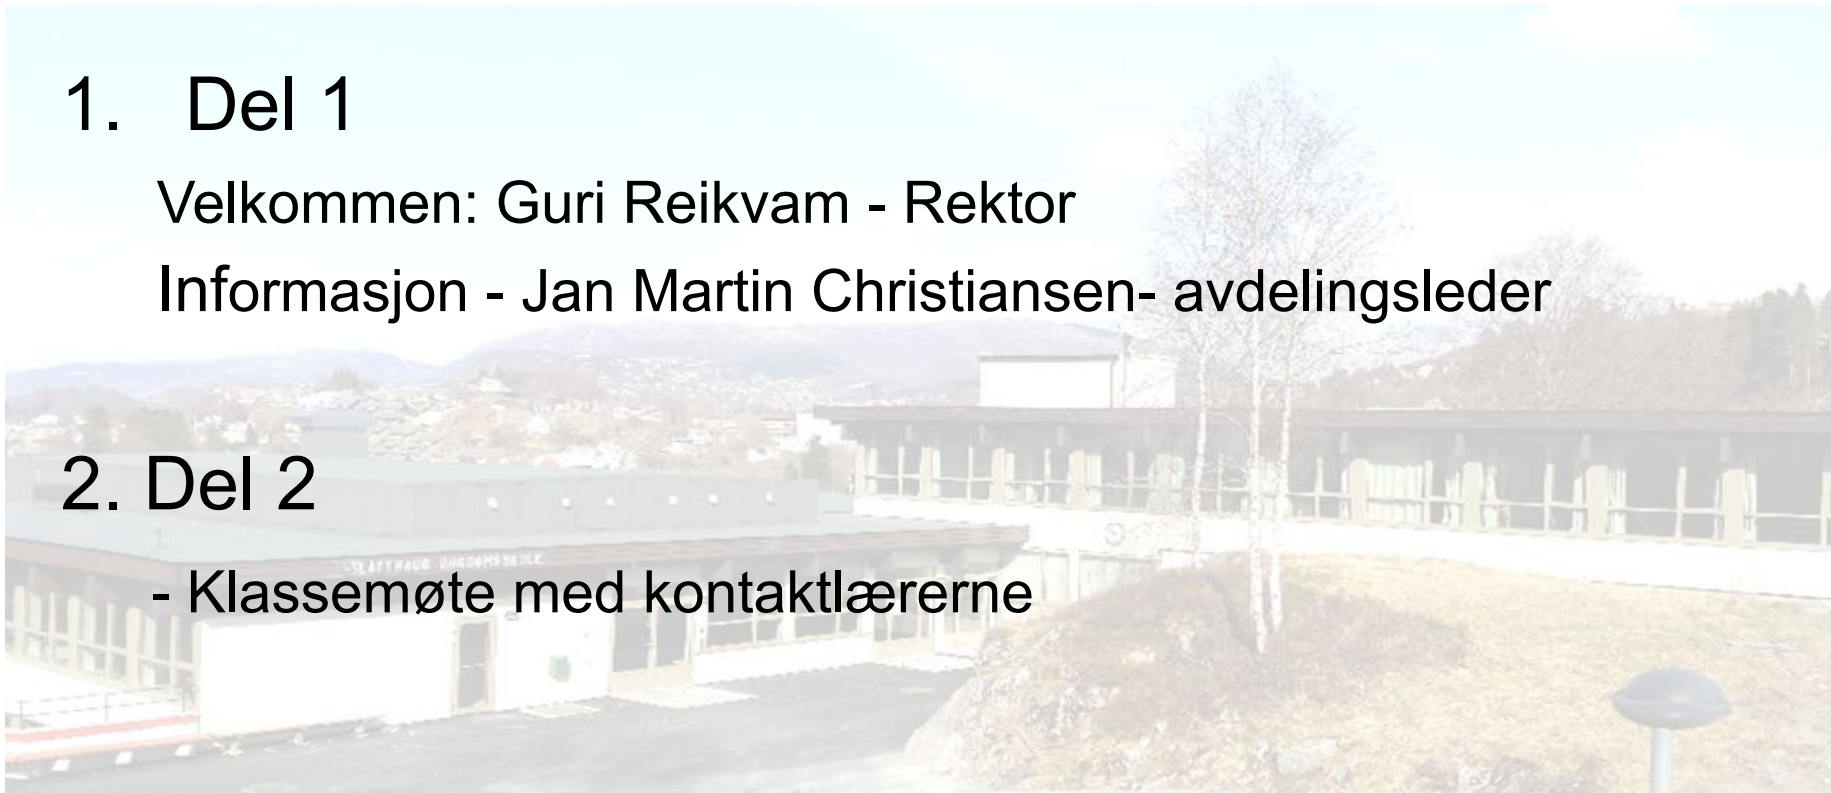 1. Del 1
Velkommen: Guri Reikvam - Rektor
Informasjon - Jan Martin Christiansen- avdelingsleder
2. Del 2
- Klassemøte med kontaktlærerne